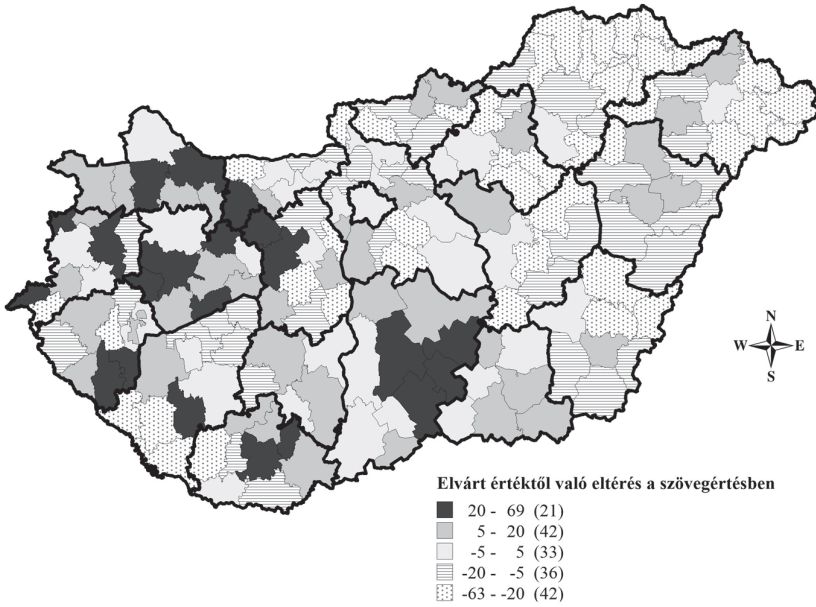 N
W E
S
Elvárt értéktől való eltérés a szövegértésben
20 - 69 (21)
5 - 20 (42)
-5 - 5 (33)
-20 - -5 (36)
-63 - -20 (42)